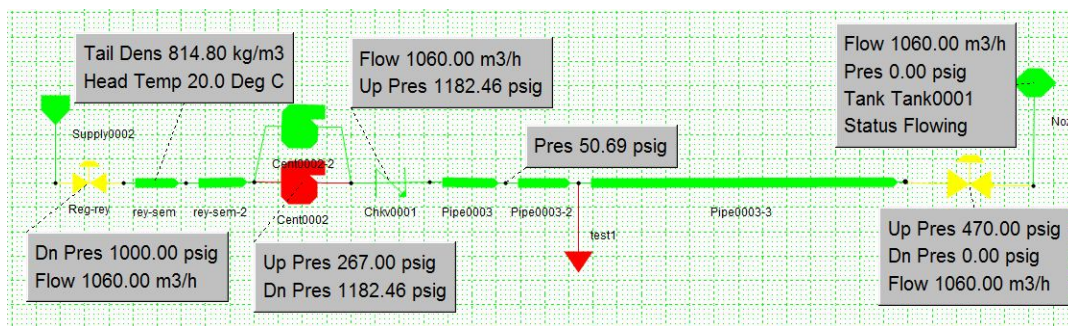 Tail Dens 814.80 kg/m3
Head Temp 20.0 Deg C
Flow 1060.00 m3/h
Up Pres 1182.46 psig
Flow 1060.00 m3/h
Pres 0.00 psig
Tank Tank0001
Status Flowing
Supply0002
Noz
Cent0002-2
Pres 50.69 psig
Reg-rey
rey-sem
rey-sem-2
Cent0002
Chkv0001
Pipe0003
Pipe0003-2
Pipe0003-3
test1
Dn Pres 1000.00 psig
Flow 1060.00 m3/h
Up Pres 267.00 psig
Dn Pres 1182.46 psig
Up Pres 470.00 psig
Dn Pres 0.00 psig
Flow 1060.00 m3/h